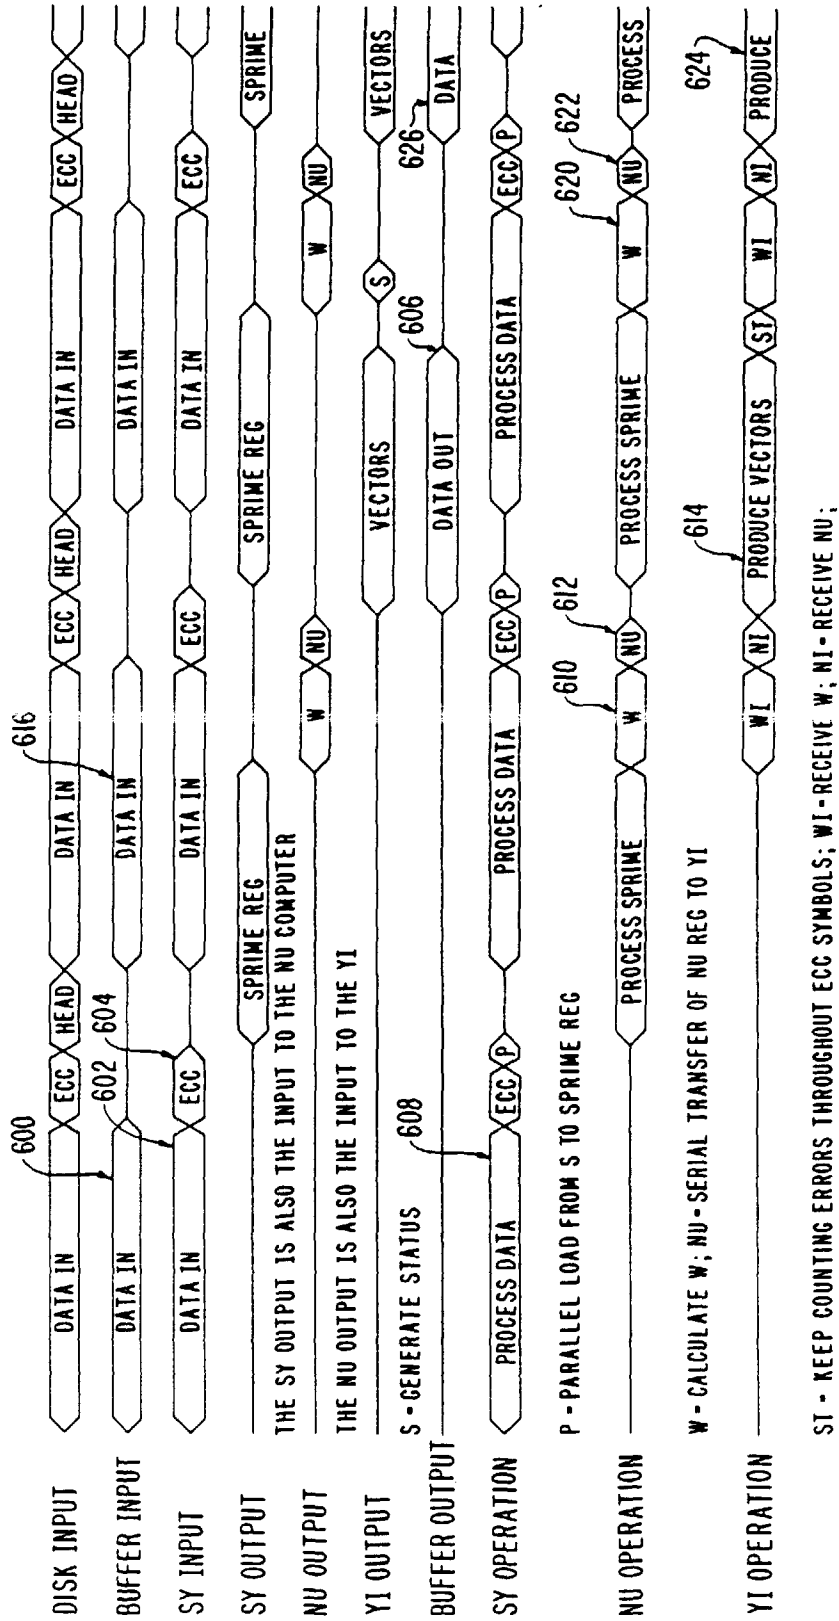 DISK INPUT DATA IN ECC HEAD DATA IN ECC HEAD DATA IN ECC HEAD
600 616
BUFFER INPUT DATA IN DATA IN DATA IN
602 604
SY INPUT DATA IN ECC DATA IN ECC DATA IN ECC
SY OUTPUT SPRIME REG SPRIME REG SPRIME
THE SY OUTPUT IS ALSO THE INPUT TO THE NU COMPUTER
NU OUTPUT W NU W NU
THE NU OUTPUT IS ALSO THE INPUT TO THE YI
YI OUTPUT VECTORS S VECTORS
S - GENERATE STATUS
606 626
BUFFER OUTPUT DATA OUT DATA
608
SY OPERATION PROCESS DATA ECC P PROCESS DATA ECC P PROCESS DATA ECC P
P - PARALLEL LOAD FROM S TO SPRIME REG
610 612 620 622
NU OPERATION PROCESS SPRIME W NU PROCESS SPRIME W NU PROCESS
W - CALCULATE W; NU - SERIAL TRANSFER OF NU REG TO YI
614 624
YI OPERATION WI NI PRODUCE VECTORS ST WI NI PRODUCE
ST - KEEP COUNTING ERRORS THROUGHOUT ECC SYMBOLS; WI - RECEIVE W; NI - RECEIVE NU;